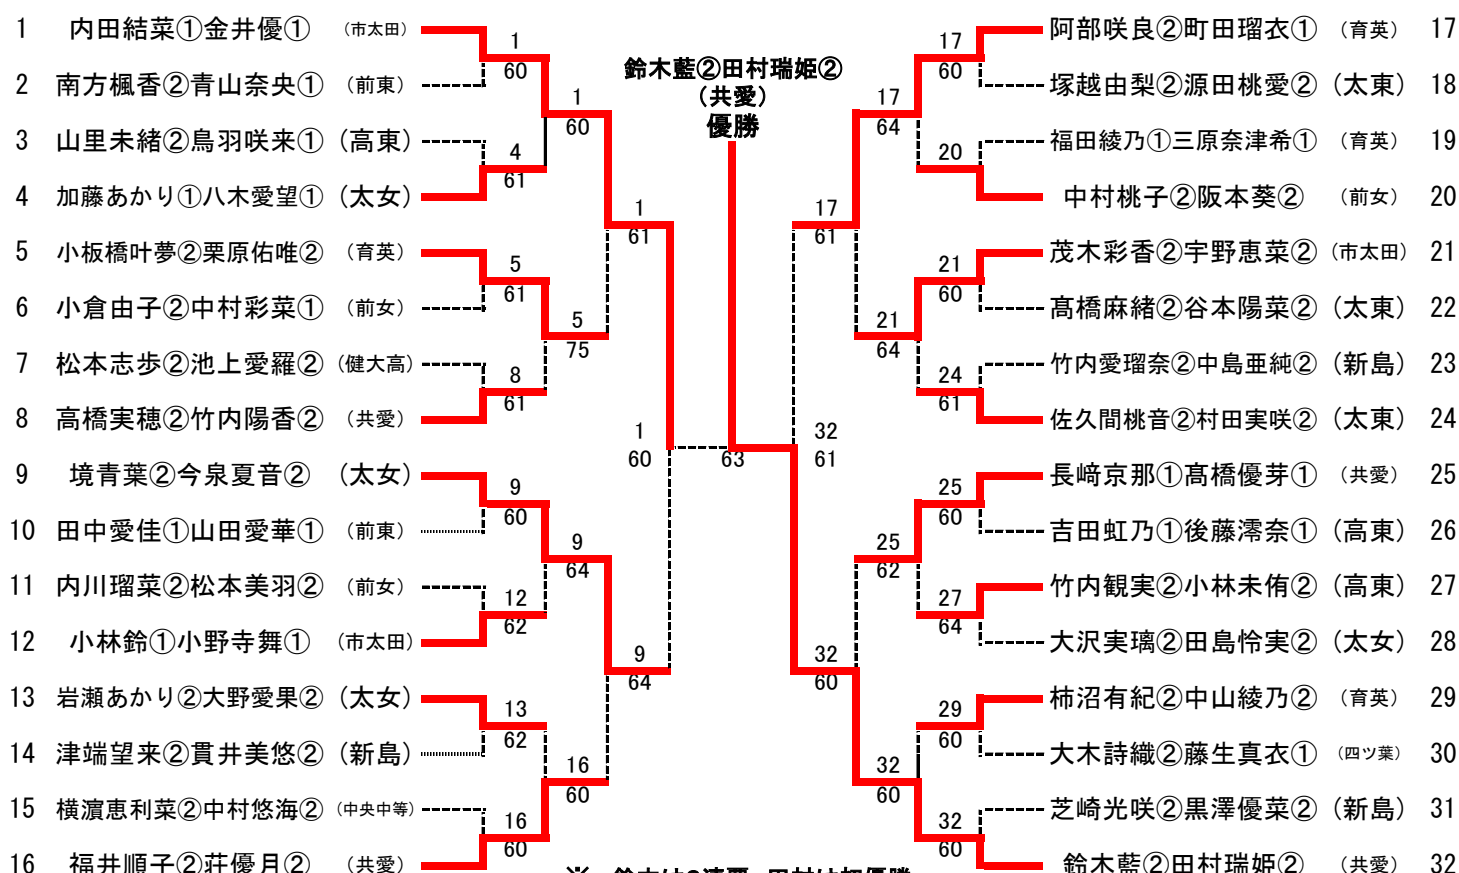 1 内田結菜①金井優① (市太田)
2 南方楓香②青山奈央① (前東)
3 山里未緒②鳥羽咲来① (高東)
4 加藤あかり①八木愛望① (太女)
5 小板橋叶夢②栗原佑唯② (育英)
6 小倉由子②中村彩菜① (前女)
7 松本志歩②池上愛羅② (健大高)
8 高橋実穂②竹内陽香② (共愛)
9 境青葉②今泉夏音② (太女)
10 田中愛佳①山田愛華① (前東)
11 内川瑠菜②松本美羽② (前女)
12 小林鈴①小野寺舞① (市太田)
13 岩瀬あかり②大野愛果② (太女)
14 津端望来②貫井美悠② (新島)
15 横濵恵利菜②中村悠海② (中央中等)
16 福井順子②荘優月② (共愛)
1
60
4
61
5
61
8
61
9
60
12
62
13
62
16
60
1
60
5
75
9
64
16
60
1
61
9
64
1
60
鈴木藍②田村瑞姫②
(共愛)
優勝
63
32
61
17
61
32
60
17
64
21
64
25
62
32
60
17
60
20
21
60
24
61
25
60
27
64
29
60
32
60
阿部咲良②町田瑠衣① (育英) 17
塚越由梨②源田桃愛② (太東) 18
福田綾乃①三原奈津希① (育英) 19
中村桃子②阪本葵② (前女) 20
茂木彩香②宇野恵菜② (市太田) 21
髙橋麻緒②谷本陽菜② (太東) 22
竹内愛瑠奈②中島亜純② (新島) 23
佐久間桃音②村田実咲② (太東) 24
長﨑京那①髙橋優芽① (共愛) 25
吉田虹乃①後藤澪奈① (高東) 26
竹内観実②小林未侑② (高東) 27
大沢実璃②田島怜実② (太女) 28
柿沼有紀②中山綾乃② (育英) 29
大木詩織②藤生真衣① (四ツ葉) 30
芝崎光咲②黒澤優菜② (新島) 31
鈴木藍②田村瑞姫② (共愛) 32